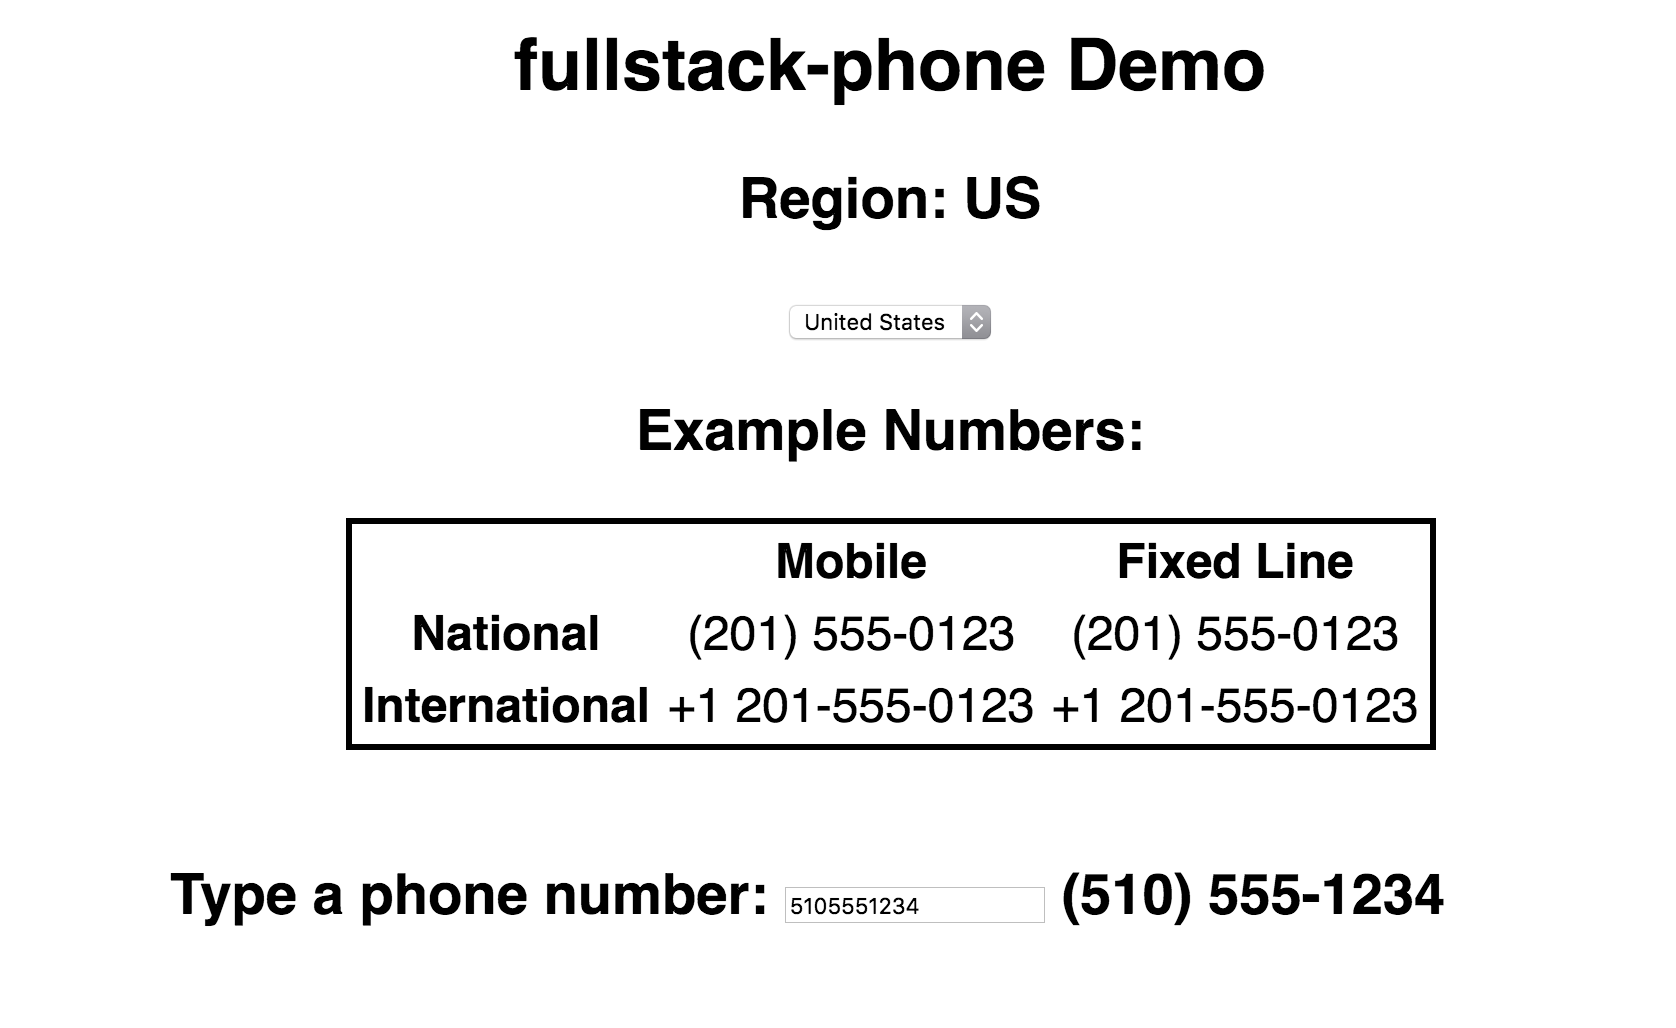 fullstack-phone Demo
Region: US
United States
Example Numbers:
Mobile Fixed Line
National (201) 555-0123 (201) 555-0123
International +1 201-555-0123 +1 201-555-0123
Type a phone number: 5105551234 (510) 555-1234